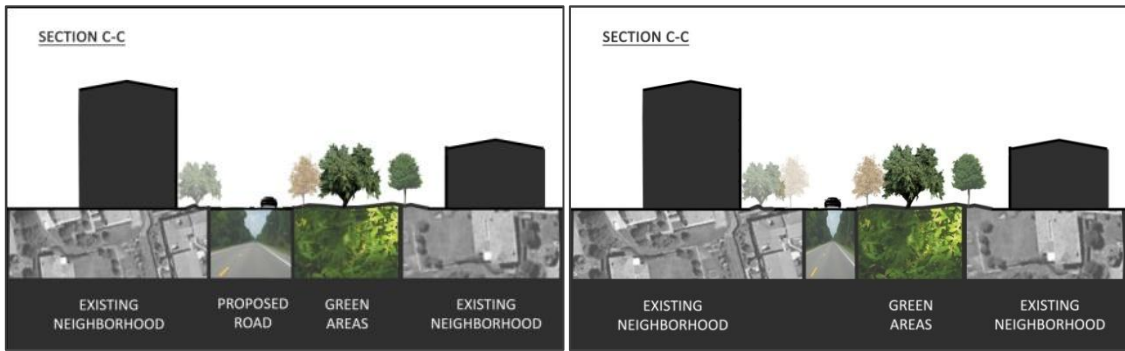 SECTION C-C
EXISTING
NEIGHBORHOOD
PROPOSED
ROAD
GREEN
AREAS
EXISTING
NEIGHBORHOOD
SECTION C-C
EXISTING
NEIGHBORHOOD
GREEN
AREAS
EXISTING
NEIGHBORHOOD